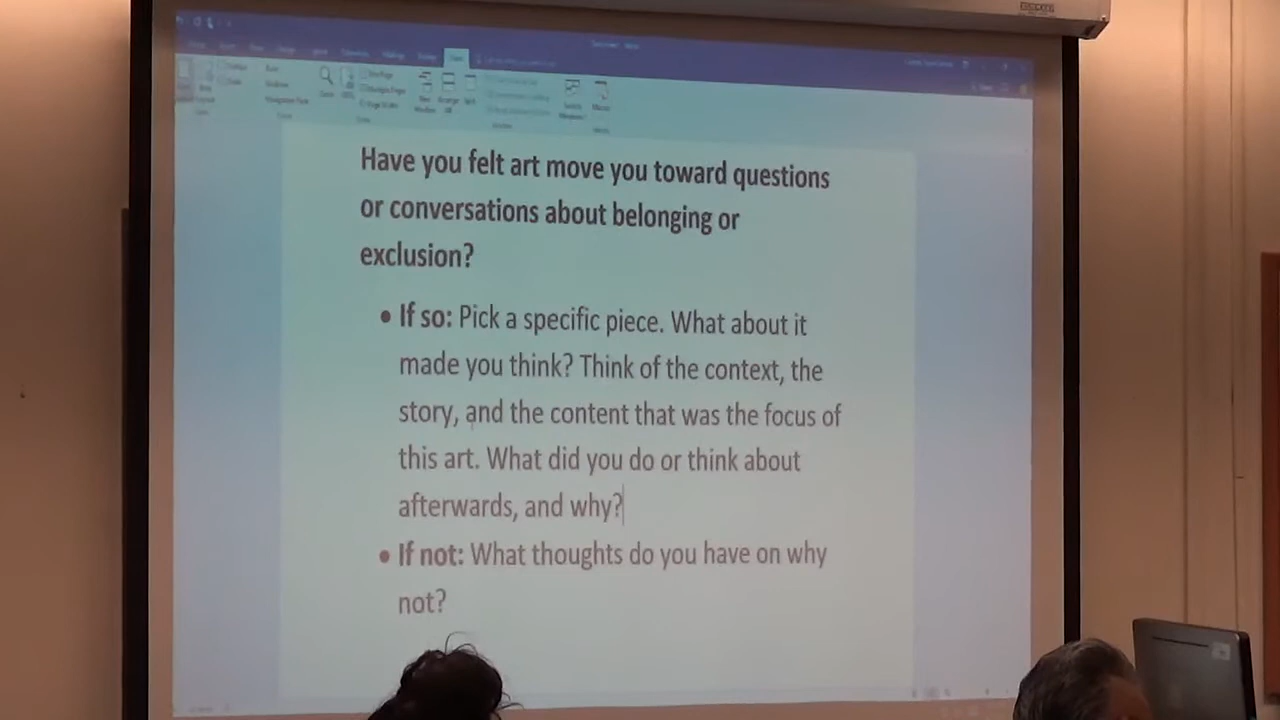 Have you felt art move you toward questions
or conversations about belonging or
exclusion?
• If so: Pick a specific piece. What about it
made you think? Think of the context, the
story, and the content that was the focus of
this art. What did you do or think about
afterwards, and why?
• If not: What thoughts do you have on why
not?